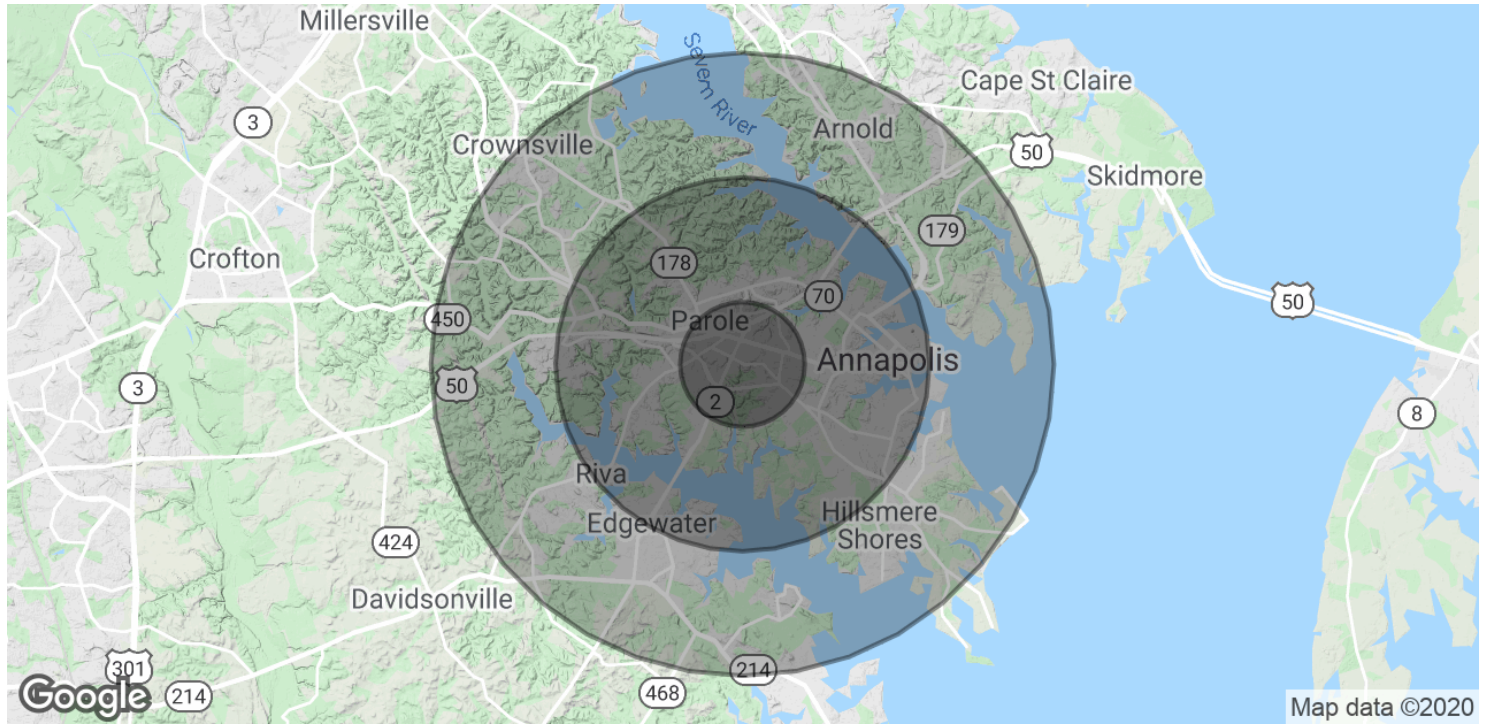 Millersville
Severn River
Cape St Claire
3
Arnold
Crownsville
50
Skidmore
179
Crofton
178
70
50
450
Parole
Annapolis
3
50
2
8
Riva
Edgewater
Hillsmere
Shores
424
Davidsonville
301
214
214
468
Google
Map data ©2020